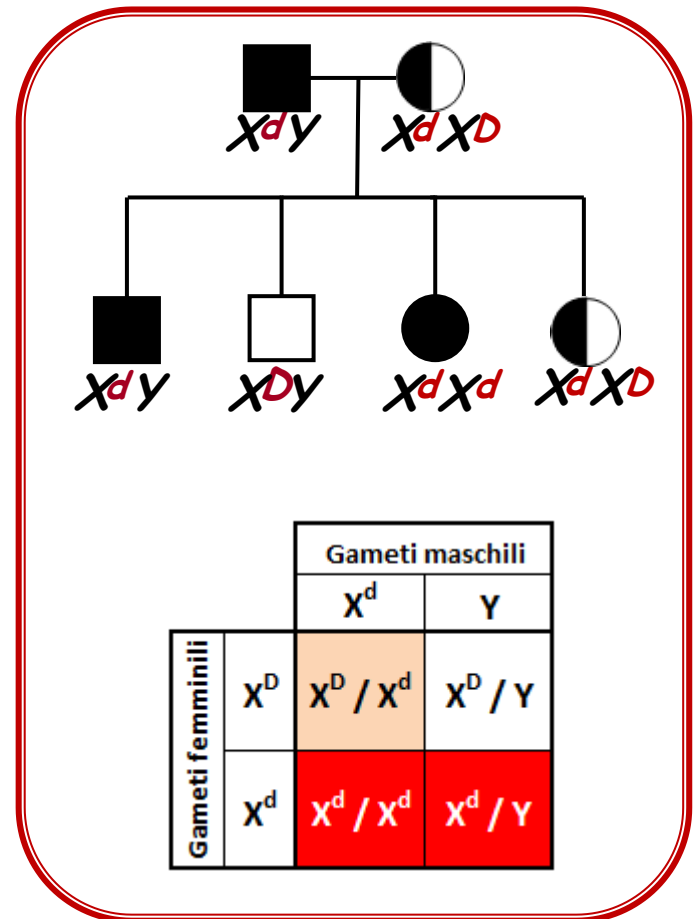 XᵈY XᵈXᴰ
XᵈY XᴰY XᵈXᵈ XᵈXᴰ
Gameti maschili
Xᵈ Y
Gameti femminili
Xᴰ Xᴰ / Xᵈ Xᴰ / Y
Xᵈ Xᵈ / Xᵈ Xᵈ / Y